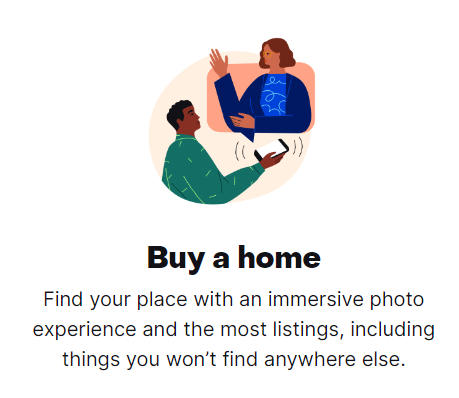 Buy a home
Find your place with an immersive photo
experience and the most listings, including
things you won’t find anywhere else.